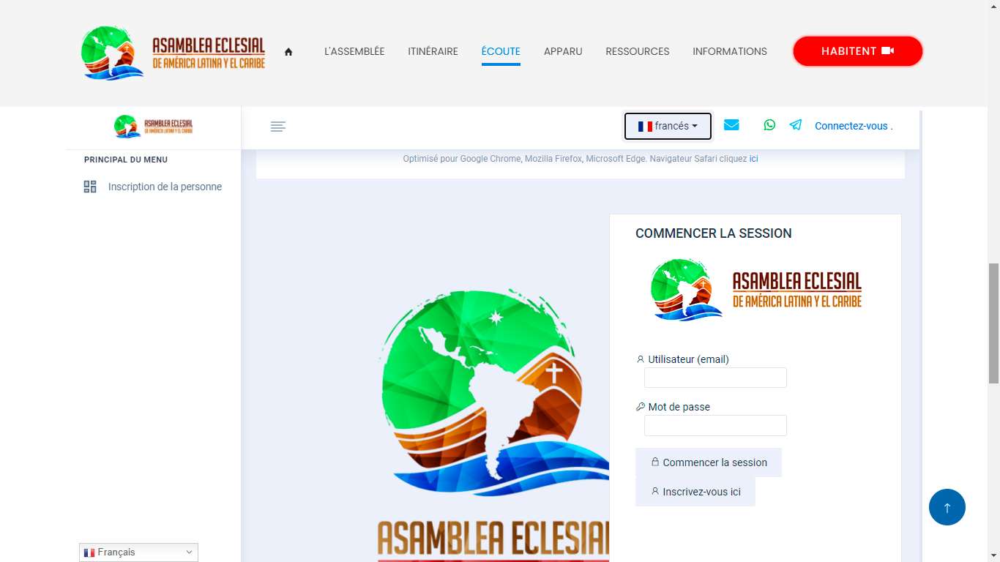 ASAMBLEA ECLESIAL
DE AMÉRICA LATINA Y EL CARIBE
L'ASSEMBLÉE ITINÉRAIRE ÉCOUTE APPARU RESSOURCES INFORMATIONS
HABITENT
ASAMBLEA ECLESIAL
DE AMÉRICA LATINA Y EL CARIBE
francés
Connectez-vous .
PRINCIPAL DU MENU
Inscription de la personne
Optimisé pour Google Chrome, Mozilla Firefox, Microsoft Edge. Navigateur Safari cliquez ici
COMMENCER LA SESSION
ASAMBLEA ECLESIAL
DE AMÉRICA LATINA Y EL CARIBE
Utilisateur (email)
Mot de passe
Commencer la session
Inscrivez-vous ici
ASAMBLEA ECLESIAL
Français